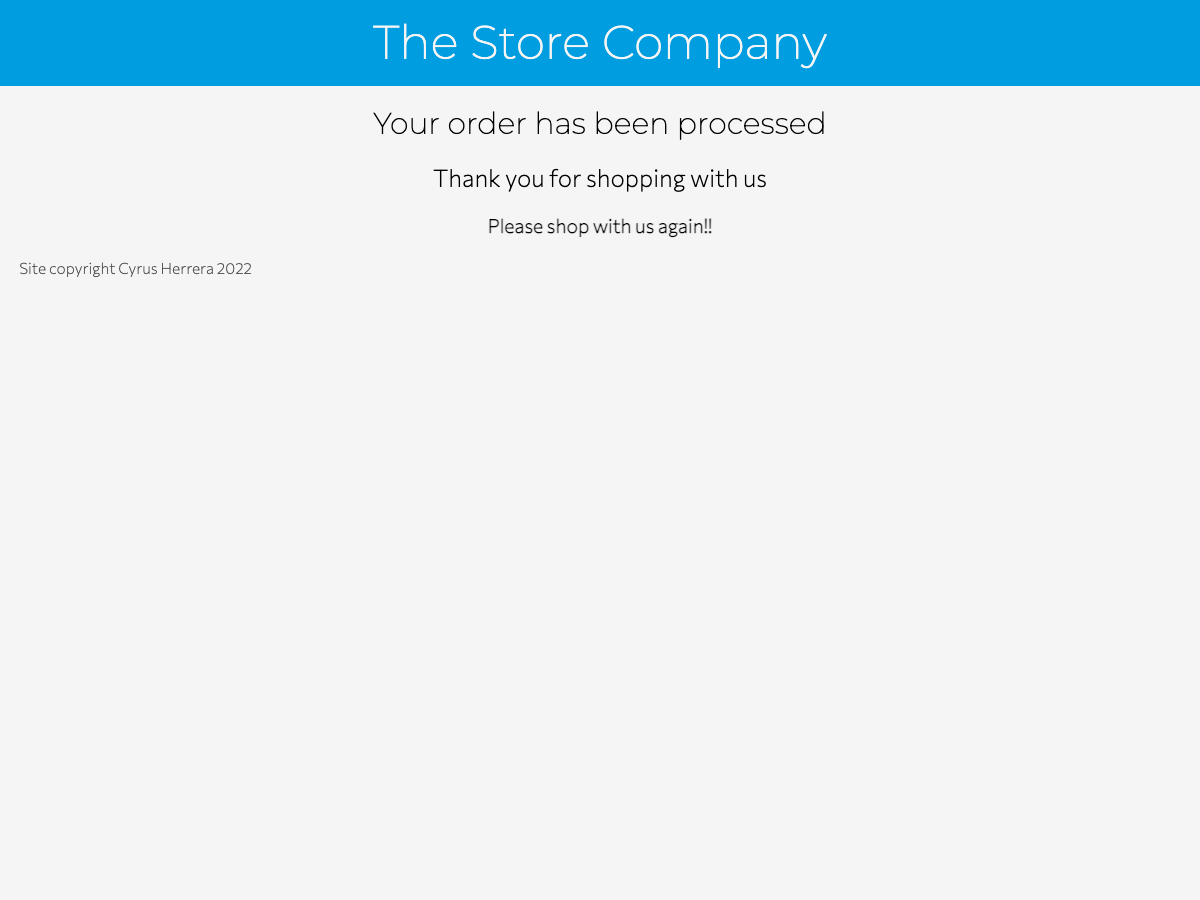 The Store Company
Your order has been processed
Thank you for shopping with us
Please shop with us again!!
Site copyright Cyrus Herrera 2022